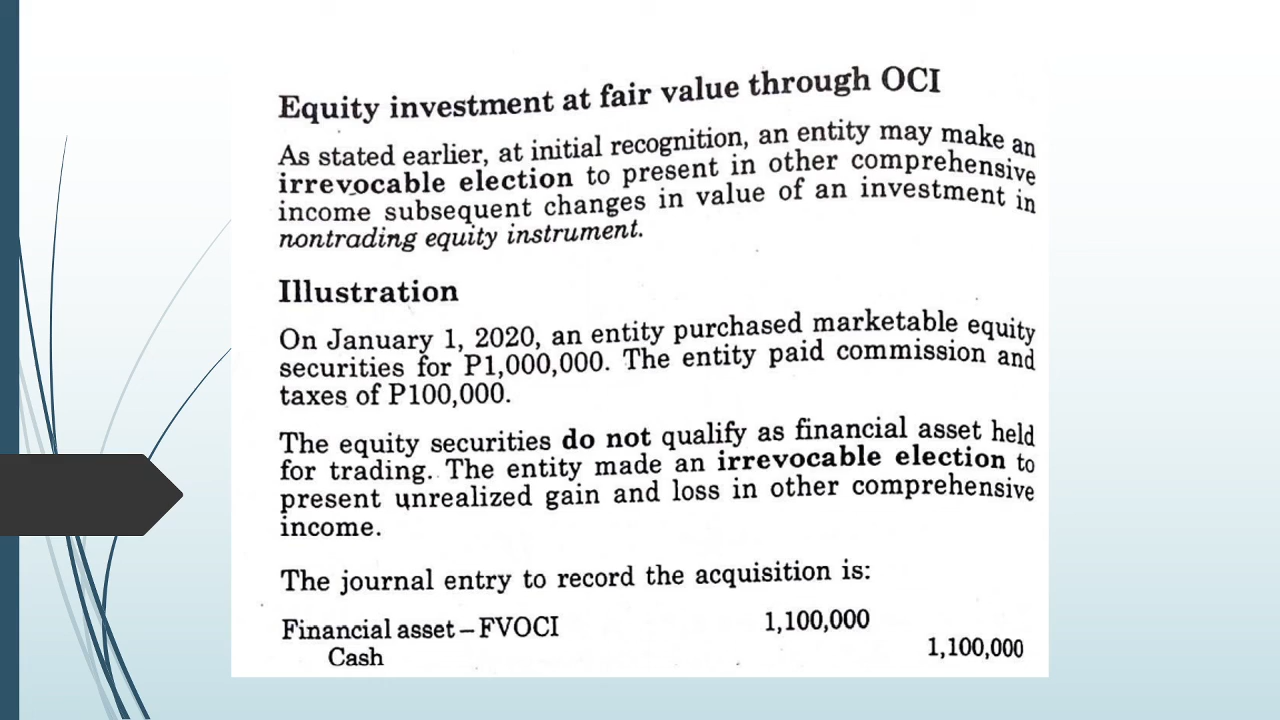 Equity investment at fair value through OCI
As stated earlier, at initial recognition, an entity may make an
irrevocable election to present in other comprehensive
income subsequent changes in value of an investment in
nontrading equity instrument.
Illustration
On January 1, 2020, an entity purchased marketable equity
securities for P1,000,000. The entity paid commission and
taxes of P100,000.
The equity securities do not qualify as financial asset held
for trading. The entity made an irrevocable election to
present unrealized gain and loss in other comprehensive
income.
The journal entry to record the acquisition is:
Financial asset – FVOCI 1,100,000
Cash 1,100,000